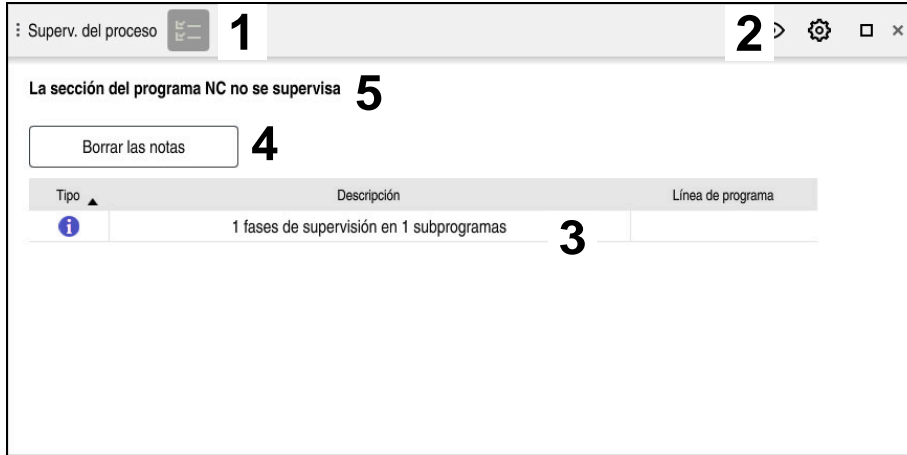 Superv. del proceso 1 2
La sección del programa NC no se supervisa 5
Borrar las notas 4
Tipo Descripción Línea de programa
1 fases de supervisión en 1 subprogramas 3